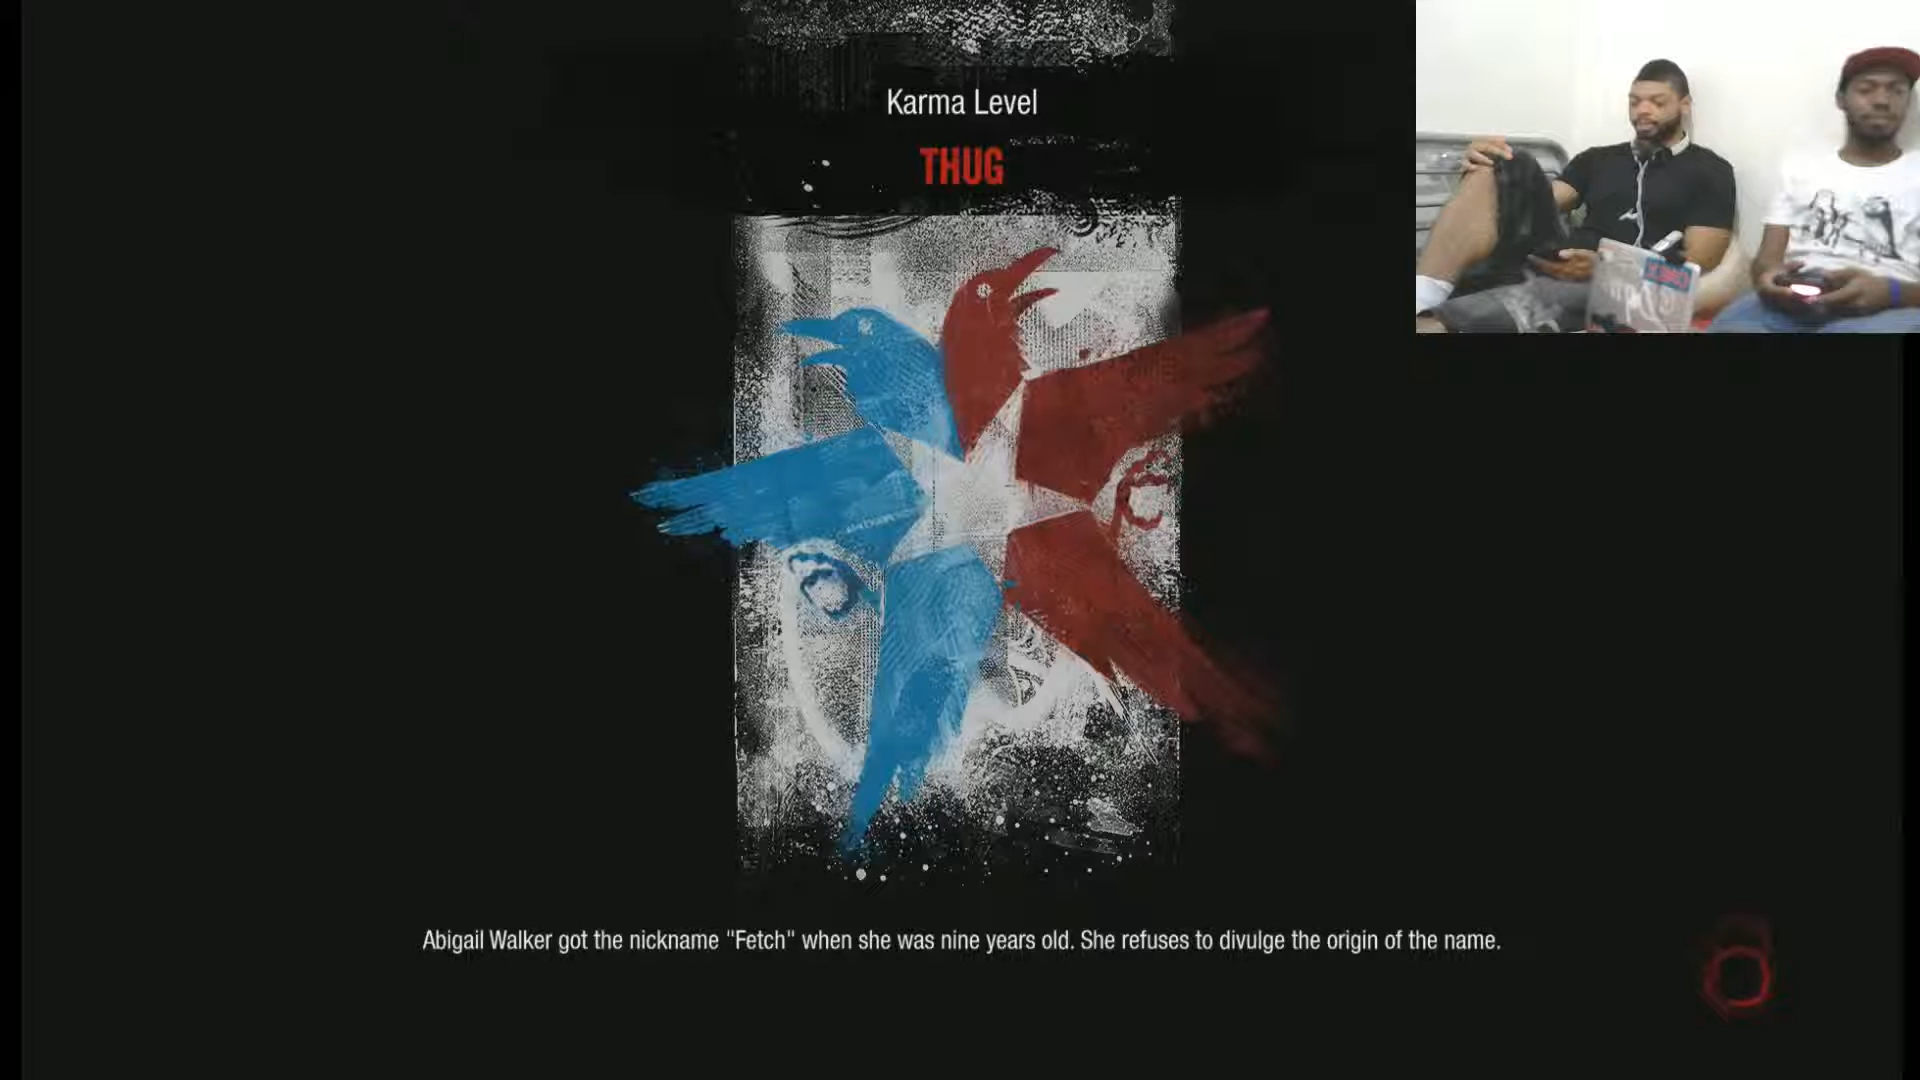 Karma Level
THUG
Abigail Walker got the nickname "Fetch" when she was nine years old. She refuses to divulge the origin of the name.